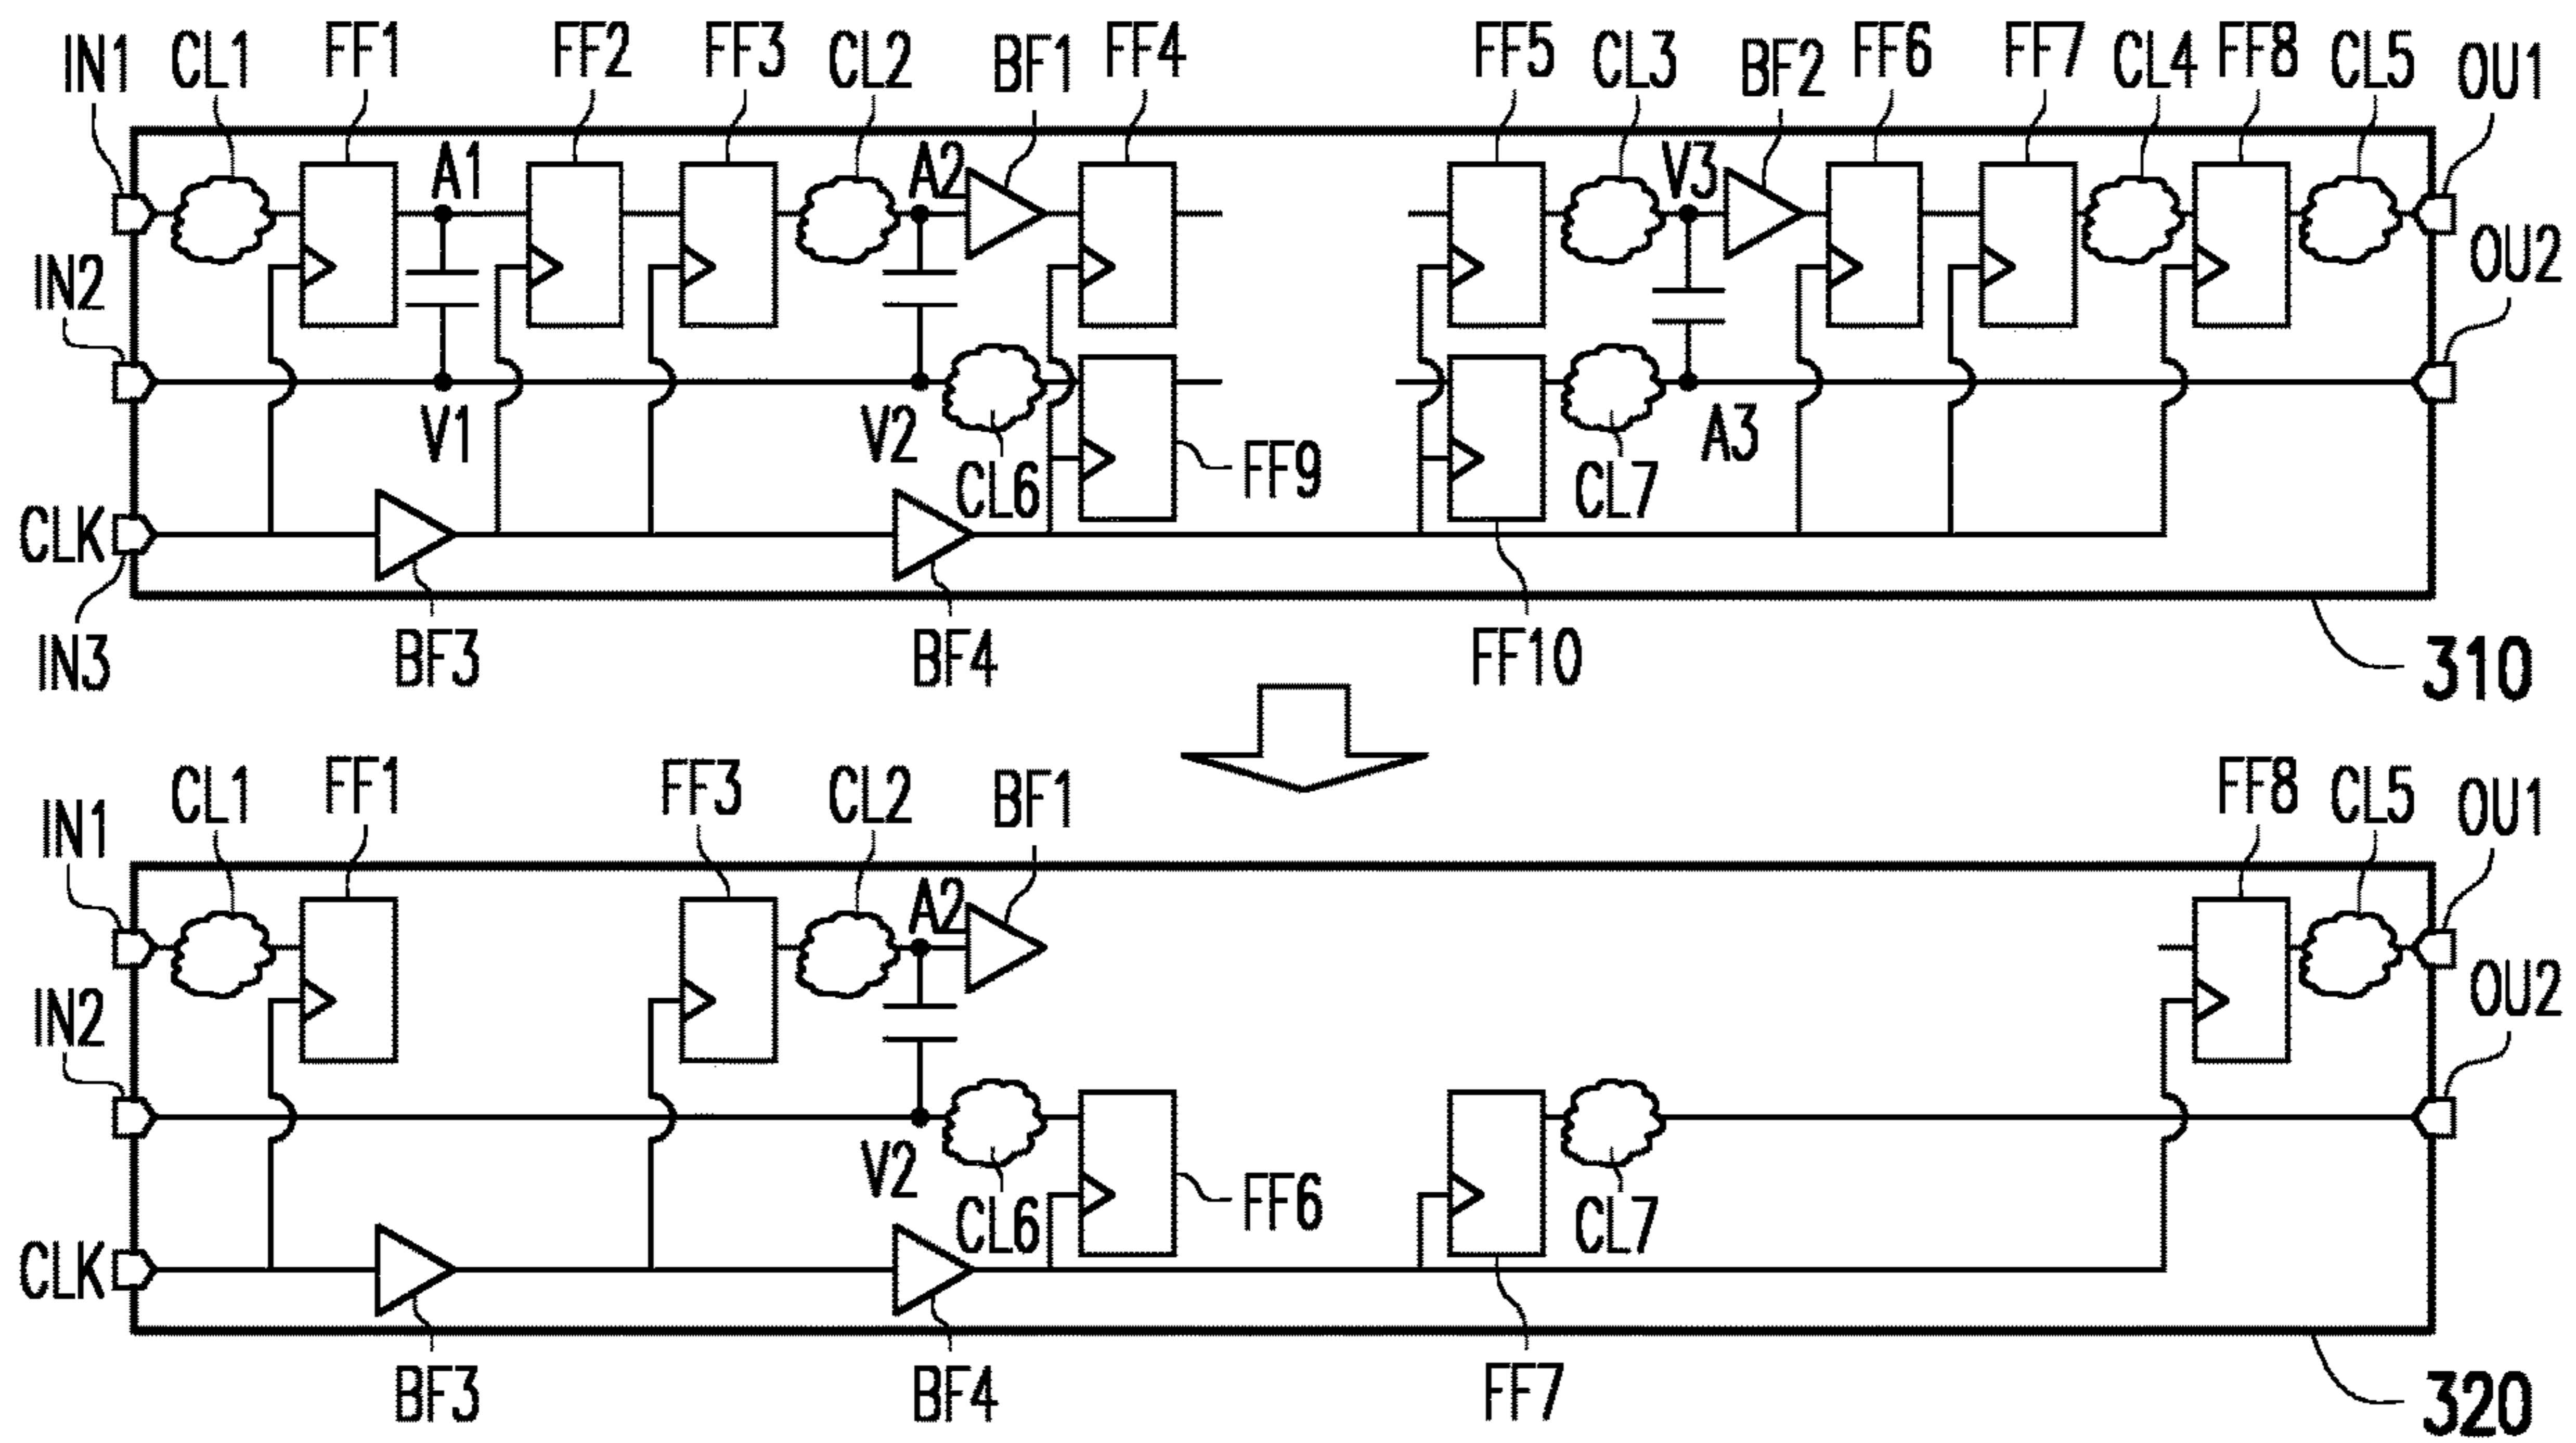 IN1 CL1 FF1 FF2 FF3 CL2 BF1 FF4 FF5 CL3 BF2 FF6 FF7 CL4 FF8 CL5 OU1
A1 A2 V3
IN2 OU2
V1 V2 CL6 FF9 CL7 A3
CLK
IN3 BF3 BF4 FF10 310
IN1 CL1 FF1 FF3 CL2 BF1 FF8 CL5 OU1
A2
IN2 OU2
V2 CL6 FF6 CL7
CLK
BF3 BF4 FF7 320